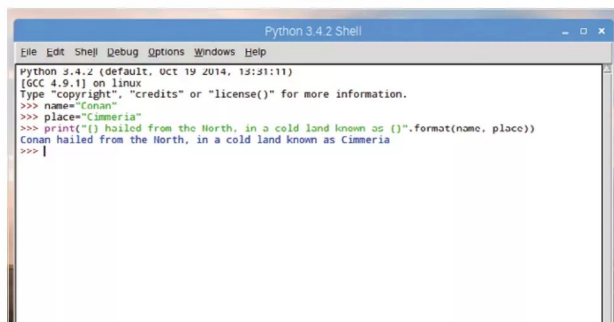 Python 3.4.2 Shell
File Edit Shell Debug Options Windows Help
Python 3.4.2 (default, Oct 19 2014, 13:31:11)
[GCC 4.9.1] on linux
Type "copyright", "credits" or "license()" for more information.
>>> name="Conan"
>>> place="Cimmeria"
>>> print("{} hailed from the North, in a cold land known as {}".format(name, place))
Conan hailed from the North, in a cold land known as Cimmeria
>>>